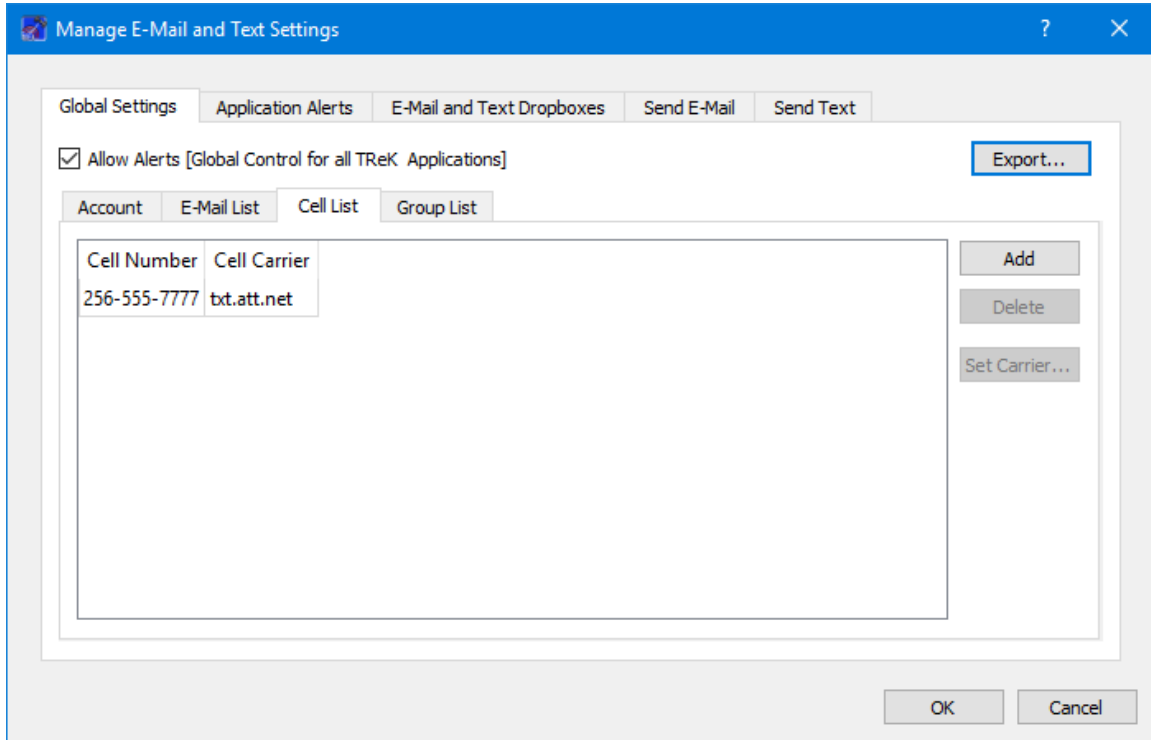 Manage E-Mail and Text Settings ?
Global Settings Application Alerts E-Mail and Text Dropboxes Send E-Mail Send Text
Allow Alerts [Global Control for all TReK Applications] Export...
Account E-Mail List Cell List Group List
Cell Number Cell Carrier Add
256-555-7777 txt.att.net Delete
Set Carrier...
OK Cancel